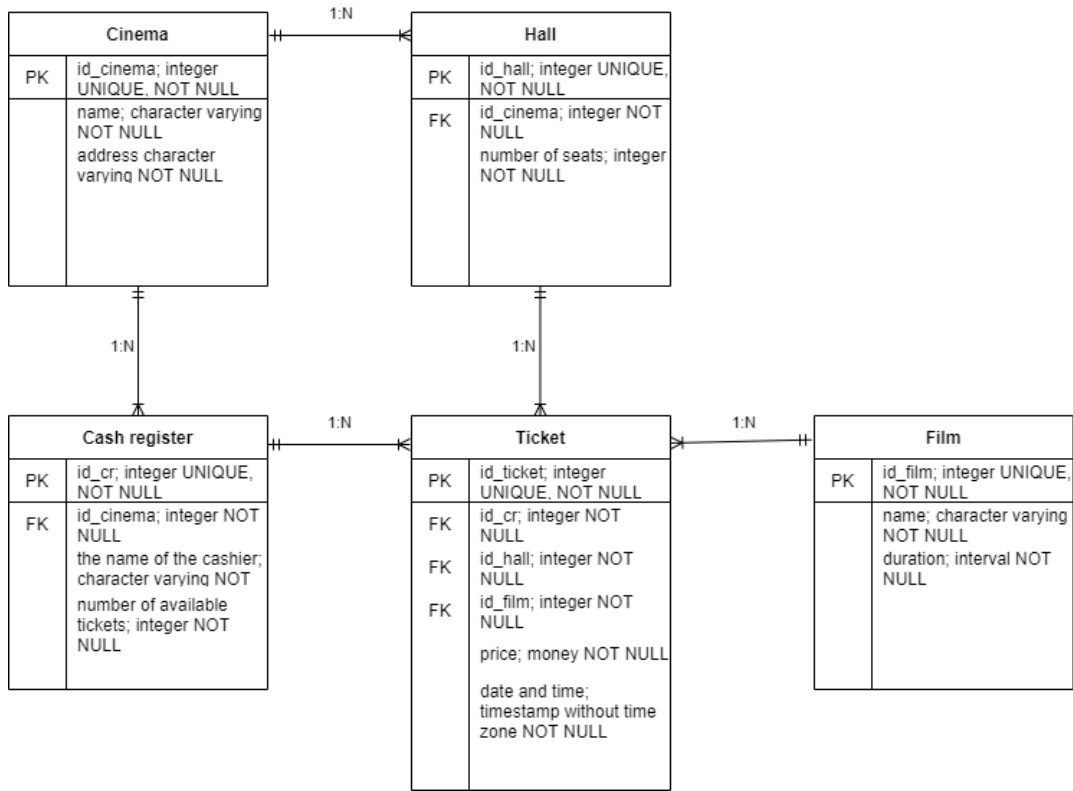 1:N
Cinema
PK
id_cinema; integer
UNIQUE, NOT NULL
name; character varying
NOT NULL
address character
varying NOT NULL
Hall
PK
id_hall; integer UNIQUE,
NOT NULL
FK
id_cinema; integer NOT
NULL
number of seats; integer
NOT NULL
1:N
1:N
Cash register
PK
id_cr; integer UNIQUE,
NOT NULL
FK
id_cinema; integer NOT
NULL
the name of the cashier;
character varying NOT
number of available
tickets; integer NOT
NULL
1:N
Ticket
PK
id_ticket; integer
UNIQUE, NOT NULL
FK
id_cr; integer NOT
NULL
FK
id_hall; integer NOT
NULL
FK
id_film; integer NOT
NULL
price; money NOT NULL
date and time;
timestamp without time
zone NOT NULL
1:N
Film
PK
id_film; integer UNIQUE,
NOT NULL
name; character varying
NOT NULL
duration; interval NOT
NULL